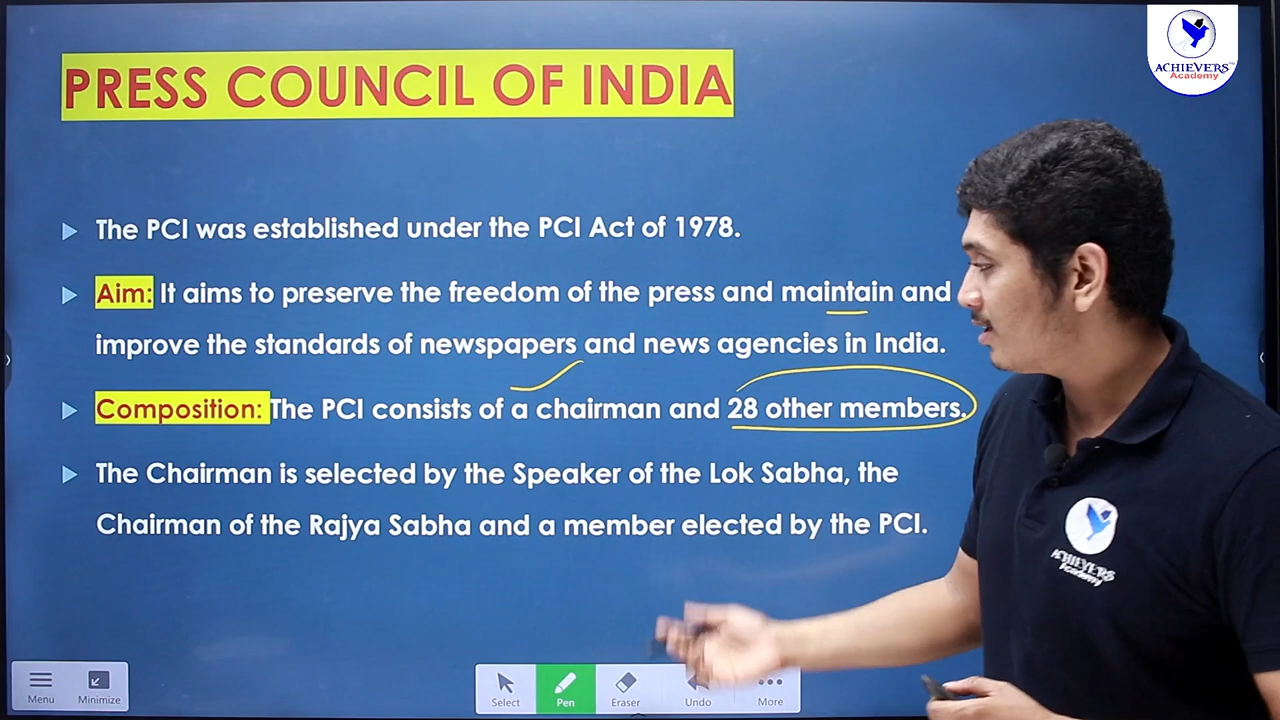 ACHIEVERS
Academy
PRESS COUNCIL OF INDIA
The PCI was established under the PCI Act of 1978.
Aim: It aims to preserve the freedom of the press and maintain and
improve the standards of newspapers and news agencies in India.
Composition: The PCI consists of a chairman and 28 other members.
The Chairman is selected by the Speaker of the Lok Sabha, the
Chairman of the Rajya Sabha and a member elected by the PCI.
ACHIEVERS
Academy
Menu
Minimize
Select
Pen
Eraser
Undo
More